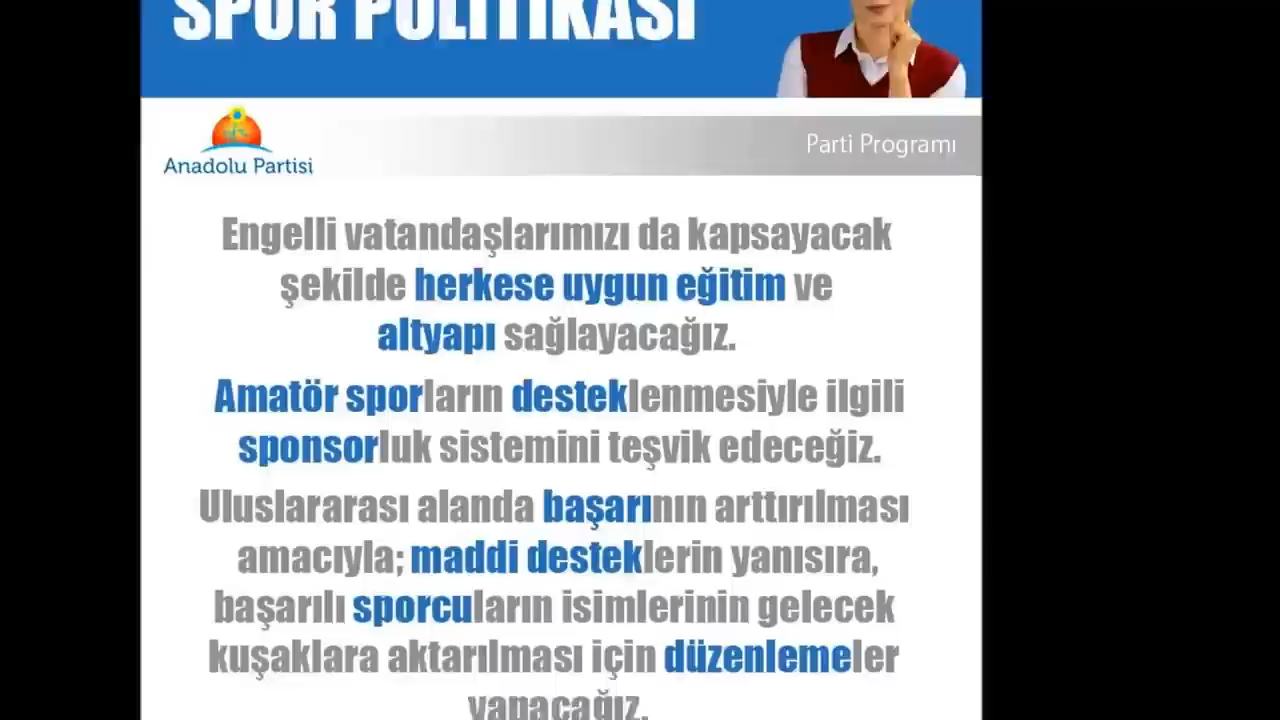 SPOR POLİTİKASI
Anadolu Partisi
Parti Programı
Engelli vatandaşlarımızı da kapsayacak
şekilde herkese uygun eğitim ve
altyapı sağlayacağız.
Amatör sporların desteklenmesiyle ilgili
sponsorluk sistemini teşvik edeceğiz.
Uluslararası alanda başarının arttırılması
amacıyla; maddi desteklerin yanısıra,
başarılı sporcuların isimlerinin gelecek
kuşaklara aktarılması için düzenlemeler
yapacağız.